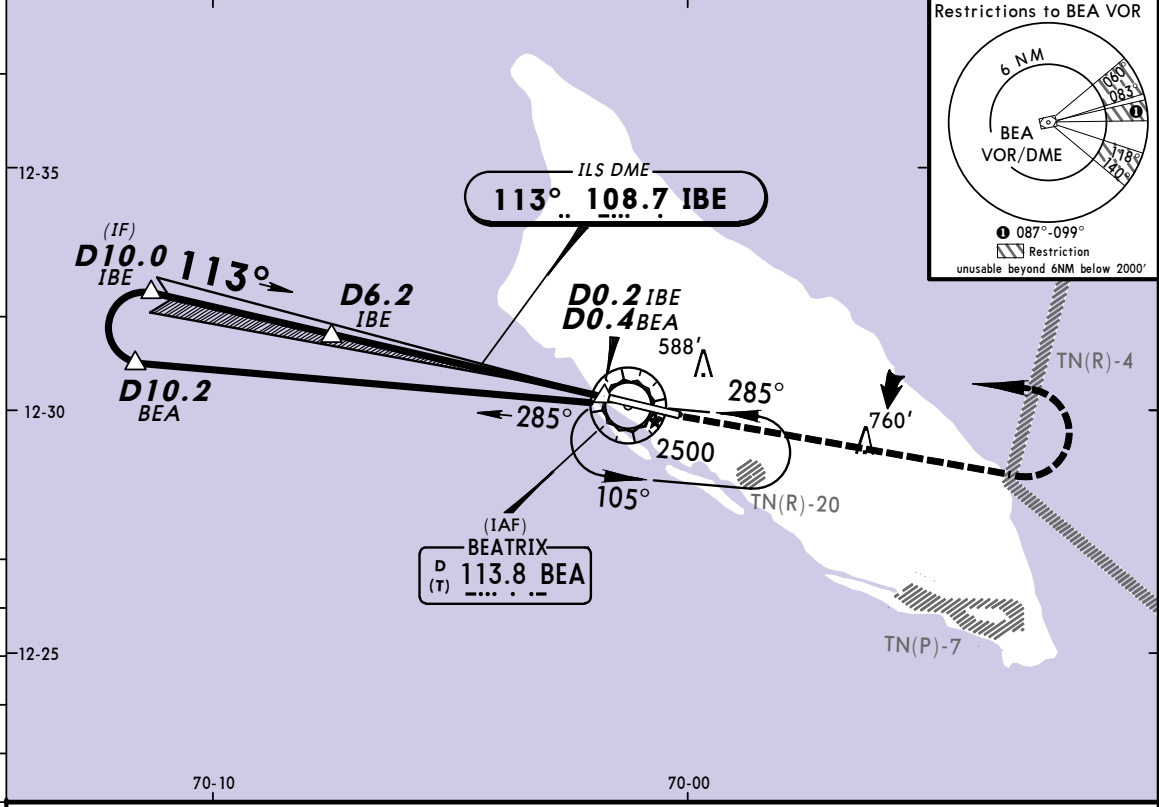 Restrictions to BEA VOR
6 NM
060°
083°
1
BEA
VOR/DME
118°
140°
1 087°-099°
Restriction
unusable beyond 6NM below 2000'
12-35
ILS DME
113° 108.7 IBE
(IF)
D10.0
IBE
113°
D6.2
IBE
D0.2 IBE
D0.4 BEA
588'
TN(R)-4
D10.2
BEA
12-30
285°
285°
760'
2500
105°
TN(R)-20
(IAF)
BEATRIX
D
(T)
113.8 BEA
TN(P)-7
12-25
70-10
70-00